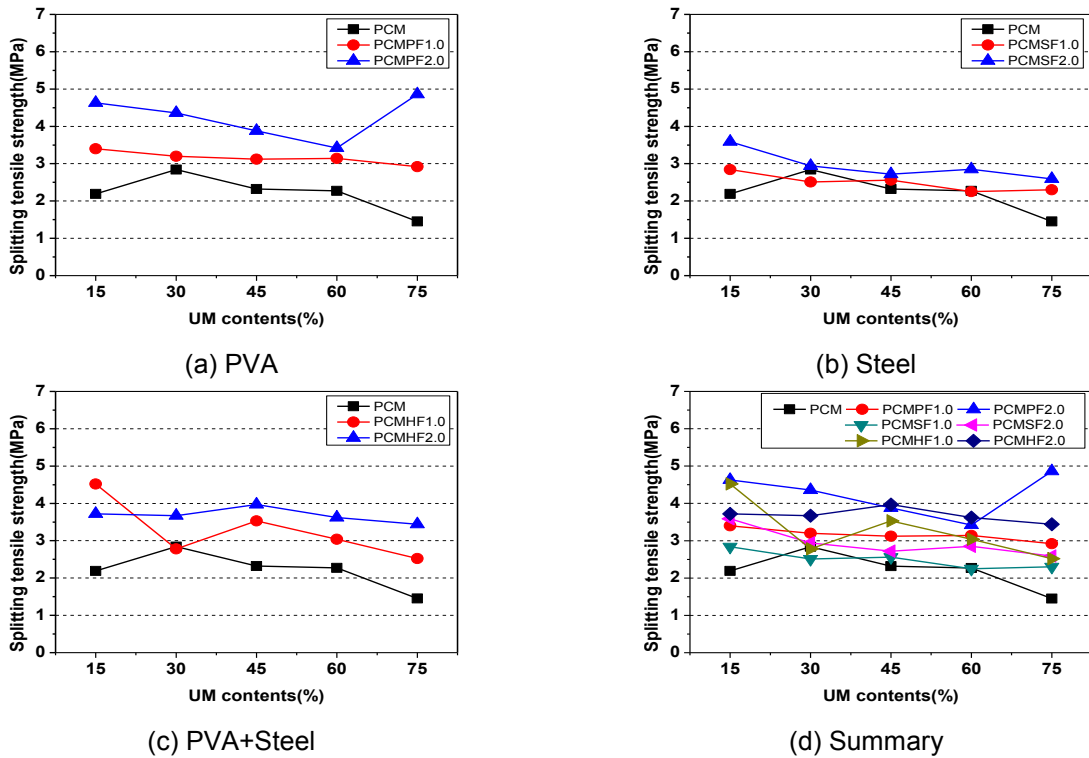 7
6
5
4
3
2
1
0
Splitting tensile strength(MPa)
PCM
PCMPF1.0
PCMPF2.0
15 30 45 60 75
UM contents(%)
(a) PVA
7
6
5
4
3
2
1
0
Splitting tensile strength(MPa)
PCM
PCMSF1.0
PCMSF2.0
15 30 45 60 75
UM contents(%)
(b) Steel
7
6
5
4
3
2
1
0
Splitting tensile strength(MPa)
PCM
PCMHF1.0
PCMHF2.0
15 30 45 60 75
UM contents(%)
(c) PVA+Steel
7
6
5
4
3
2
1
0
Splitting tensile strength(MPa)
PCM PCMPF1.0 PCMPF2.0
PCMSF1.0 PCMSF2.0
PCMHF1.0 PCMHF2.0
15 30 45 60 75
UM contents(%)
(d) Summary